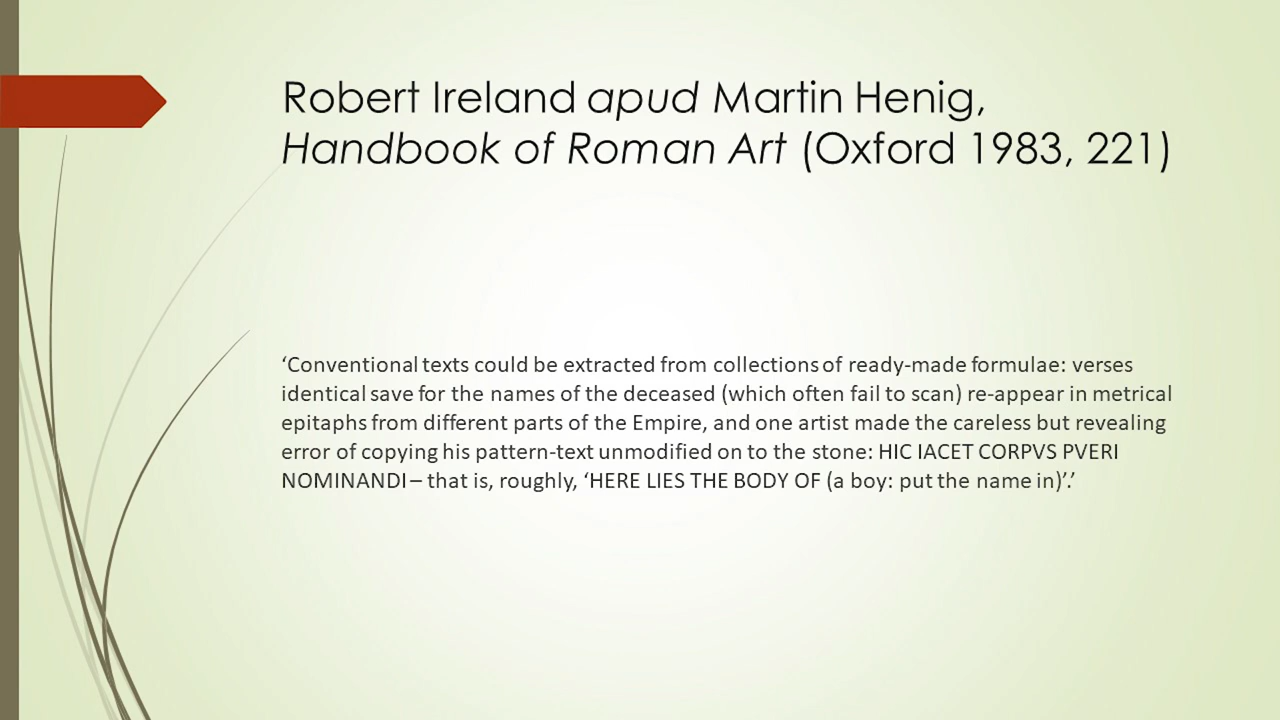 Robert Ireland apud Martin Henig,
Handbook of Roman Art (Oxford 1983, 221)
‘Conventional texts could be extracted from collections of ready-made formulae: verses
identical save for the names of the deceased (which often fail to scan) re-appear in metrical
epitaphs from different parts of the Empire, and one artist made the careless but revealing
error of copying his pattern-text unmodified on to the stone: HIC IACET CORPVS PVERI
NOMINANDI – that is, roughly, ‘HERE LIES THE BODY OF (a boy: put the name in)’.’